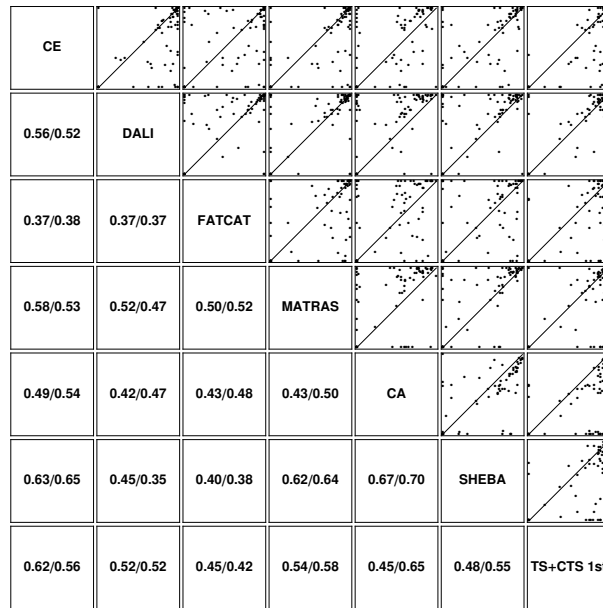 CE
0.56/0.52 DALI
0.37/0.38 0.37/0.37 FATCAT
0.58/0.53 0.52/0.47 0.50/0.52 MATRAS
0.49/0.54 0.42/0.47 0.43/0.48 0.43/0.50 CA
0.63/0.65 0.45/0.35 0.40/0.38 0.62/0.64 0.67/0.70 SHEBA
0.62/0.56 0.52/0.52 0.45/0.42 0.54/0.58 0.45/0.65 0.48/0.55 TS+CTS 1st